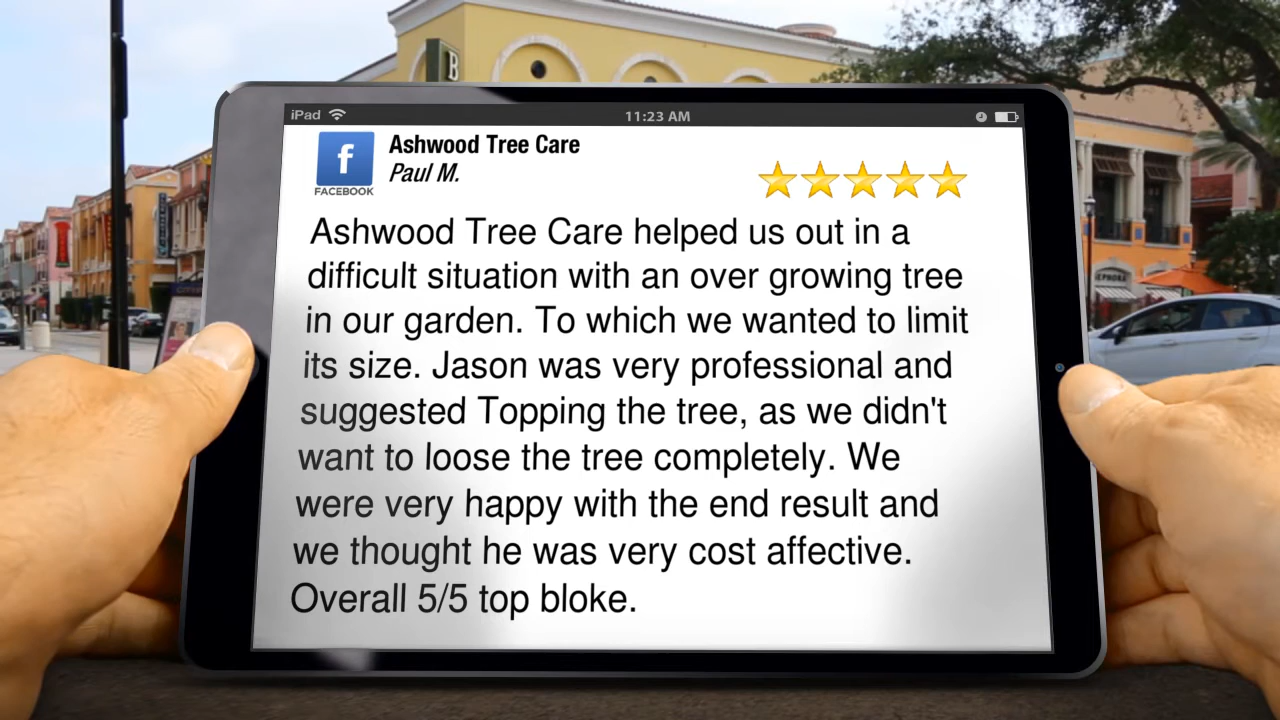 B
iPad
11:23 AM
f
FACEBOOK
Ashwood Tree Care
Paul M.
Ashwood Tree Care helped us out in a
difficult situation with an over growing tree
in our garden. To which we wanted to limit
its size. Jason was very professional and
suggested Topping the tree, as we didn't
want to loose the tree completely. We
were very happy with the end result and
we thought he was very cost affective.
Overall 5/5 top bloke.
SEPHORA